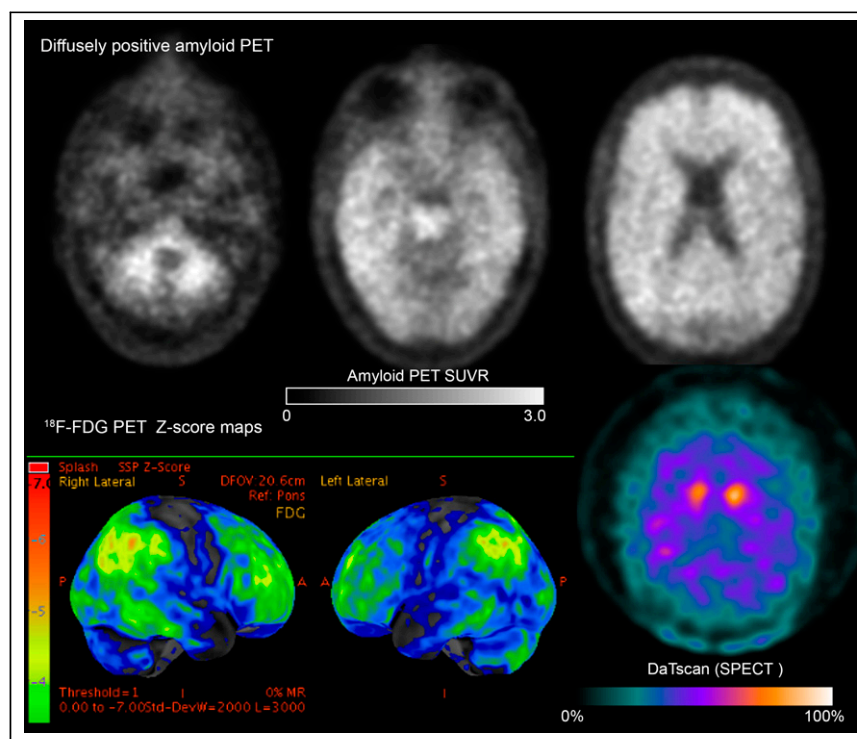 Diffusely positive amyloid PET
Amyloid PET SUVR
0 3.0
¹⁸F-FDG PET Z-score maps
Splash SSP Z-Score
-7.0
Right Lateral S DFOV 20.6cm
Ref: Pons
FDG
Left Lateral S
-6
P A A P
-5
-4
Threshold=1 I 0% MR I
0.00 to -7.00Std-DevW=2000 L=3000
DaTscan (SPECT )
0% 100%